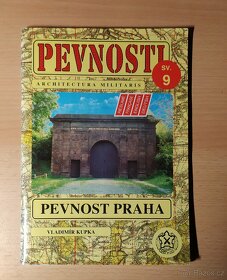 PEVNOSTI
ARCHITECTURA MILITARIS
SV.
9
PEVNOST PRAHA
VLADIMÍR KUPKA